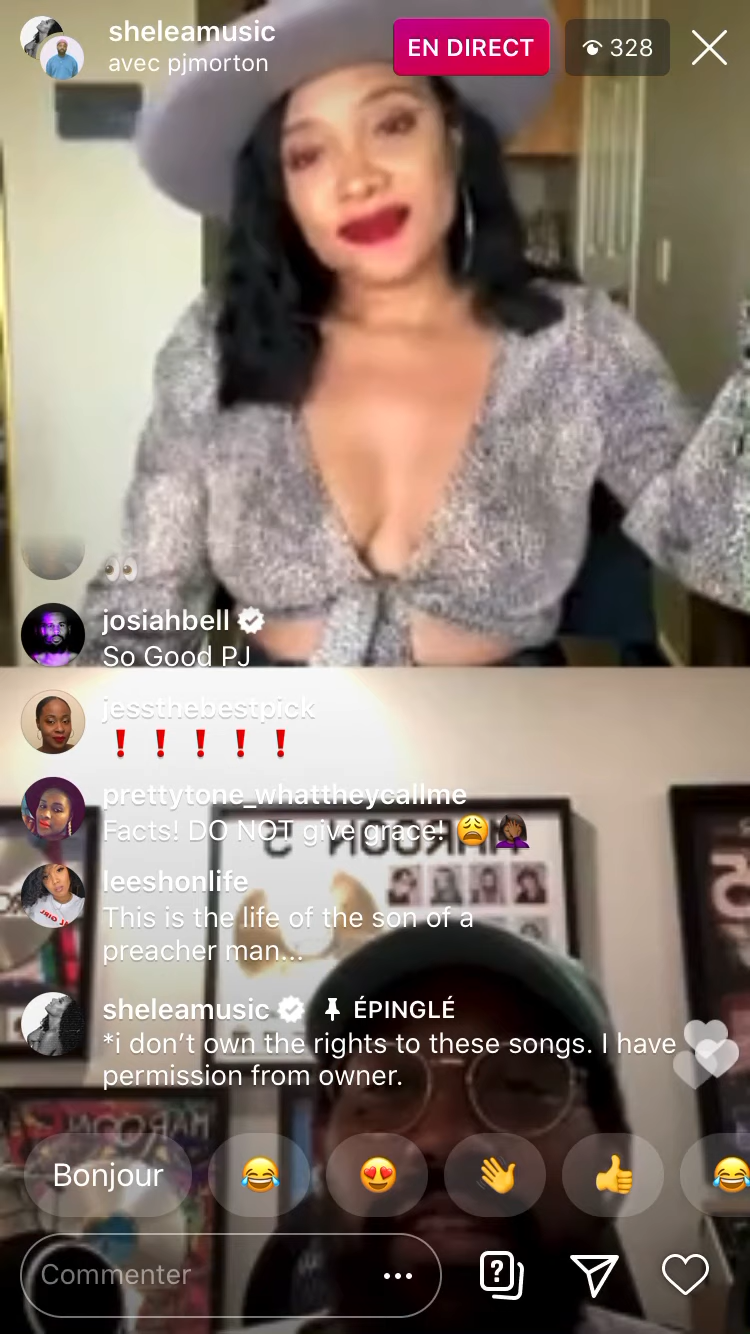 sheleamusic
avec pjmorton
EN DIRECT
328
👀
josiahbell
So Good PJ
jessthebestpick
❗❗❗❗❗
prettytone_whattheycallme
Facts! DO NOT give grace! 😩🤦🏾‍♀️
leeshonlife
This is the life of the son of a
preacher man...
sheleamusic ÉPINGLÉ
*i don’t own the rights to these songs. I have
permission from owner.
Bonjour 😂 😍 👋 👍 😂
Commenter